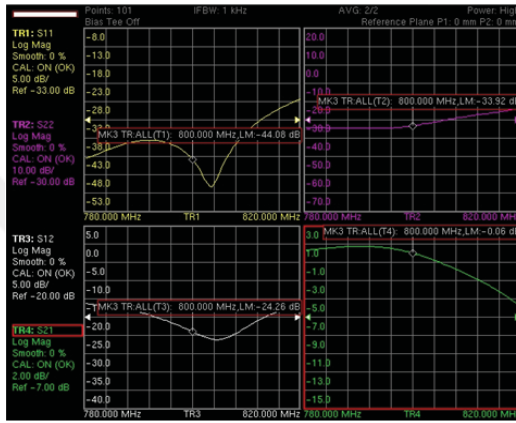 Points: 101 IFBW: 1 kHz AVG: 2/2 Power: High
Bias Tee Off Reference Plane P1: 0 mm P2: 0 mm
TR1: S11
Log Mag
Smooth: 0 %
CAL: ON (OK)
5.00 dB/
Ref -33.00 dB
TR2: S22
Log Mag
Smooth: 0 %
CAL: ON (OK)
10.00 dB/
Ref -30.00 dB
-8.0
-13.0
-18.0
-23.0
-28.0
MK3 TR:ALL(T1): 800.000 MHz,LM:-44.08 dB
-38.0
-43.0
-48.0
-53.0
780.000 MHz TR1 820.000 MHz
20.0
10.0
0.0
-10.0
MK3 TR:ALL(T2): 800.000 MHz,LM:-33.92 dB
-30.0
-40.0
-50.0
-60.0
-70.0
780.000 MHz TR2 820.000 MHz
TR3: S12
Log Mag
Smooth: 0 %
CAL: ON (OK)
5.00 dB/
Ref -20.00 dB
TR4: S21
Log Mag
Smooth: 0 %
CAL: ON (OK)
2.00 dB/
Ref -7.00 dB
5.0
0.0
-5.0
-10.0
MK3 TR:ALL(T3): 800.000 MHz,LM:-24.26 dB
-20.0
-25.0
-30.0
-35.0
-40.0
780.000 MHz TR3 820.000 MHz
3.0 MK3 TR:ALL(T4): 800.000 MHz,LM:-0.06 dB
1.0
-1.0
-3.0
-5.0
-7.0
-9.0
-11.0
-13.0
-15.0
780.000 MHz TR4 820.000 MHz